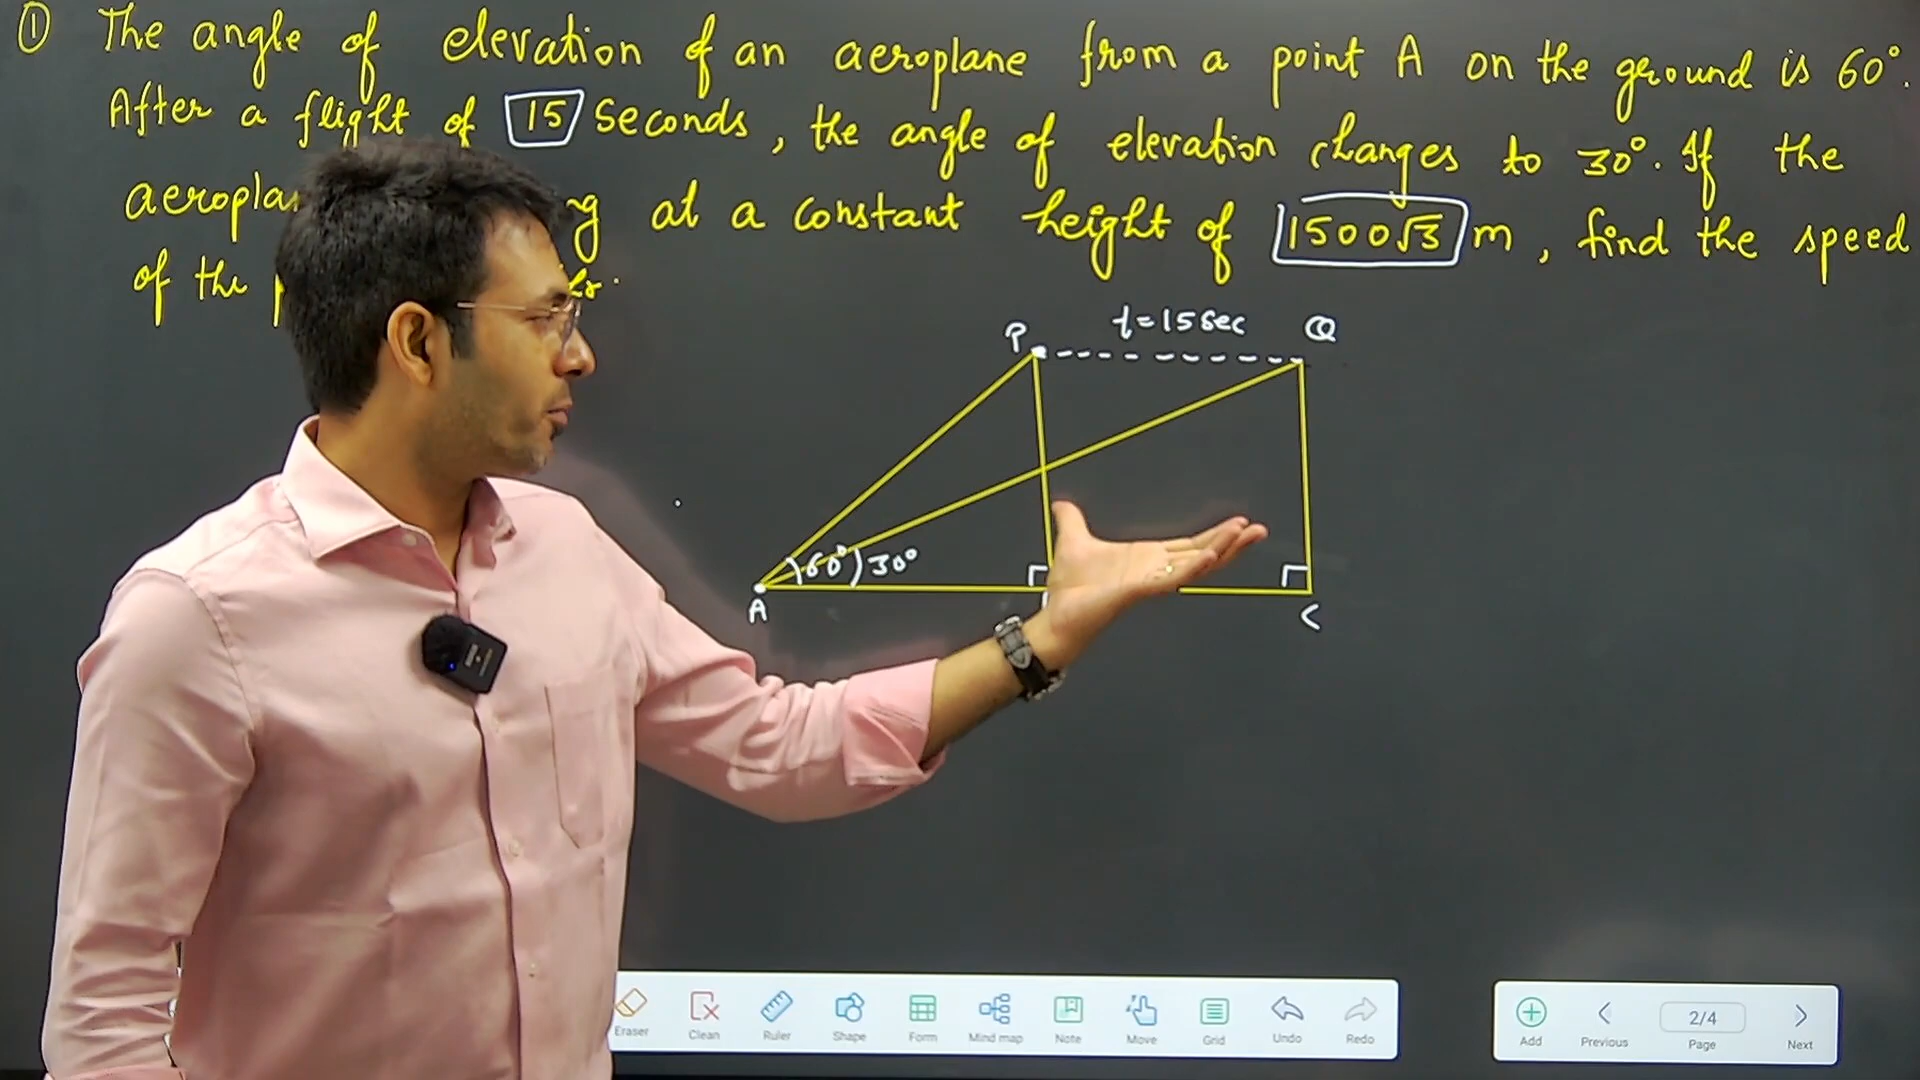 ① The angle of elevation of an aeroplane from a point A on the ground is 60°.
After a flight of 15 Seconds, the angle of elevation changes to 30°. If the
at a constant height of 1500√3 m, find the speed
of the
P t=15sec Q
60° 30°
A C
Eraser Clean Ruler Shape Form Mind map Note Move Grid Undo Redo
Add Previous 2/4 Page Next